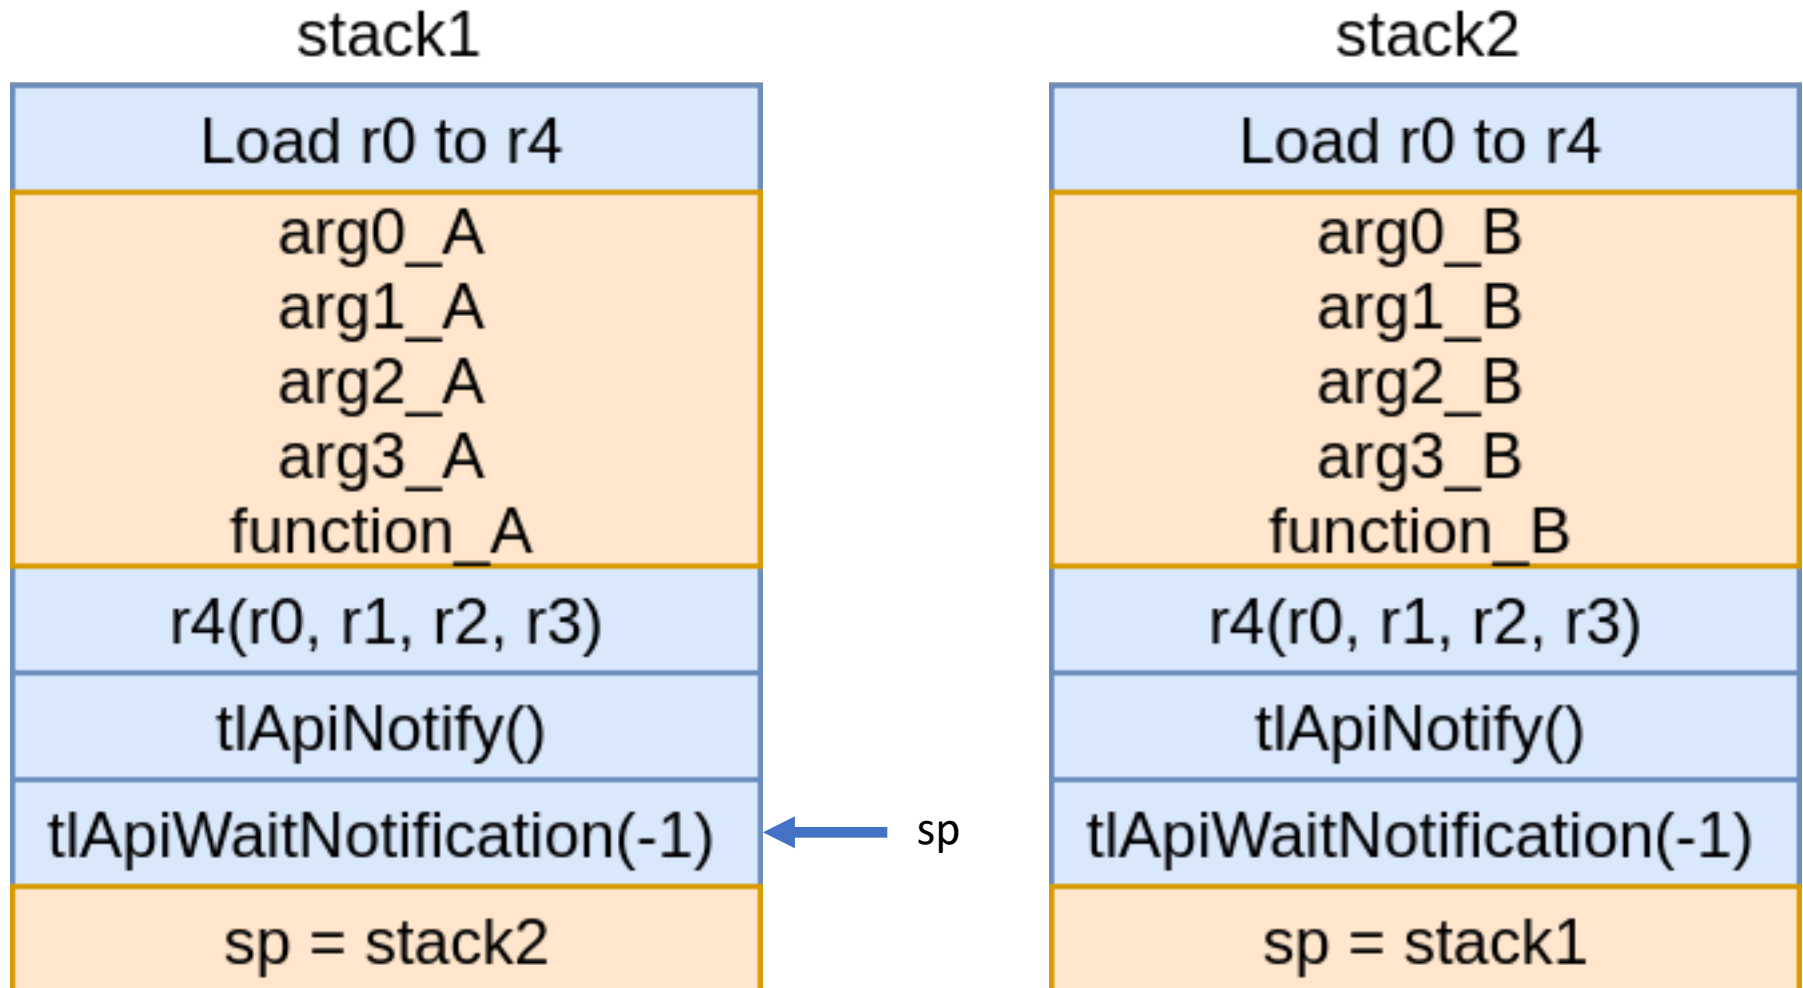 stack1
Load r0 to r4
arg0_A
arg1_A
arg2_A
arg3_A
function_A
r4(r0, r1, r2, r3)
tlApiNotify()
tlApiWaitNotification(-1)
sp = stack2
sp
stack2
Load r0 to r4
arg0_B
arg1_B
arg2_B
arg3_B
function_B
r4(r0, r1, r2, r3)
tlApiNotify()
tlApiWaitNotification(-1)
sp = stack1